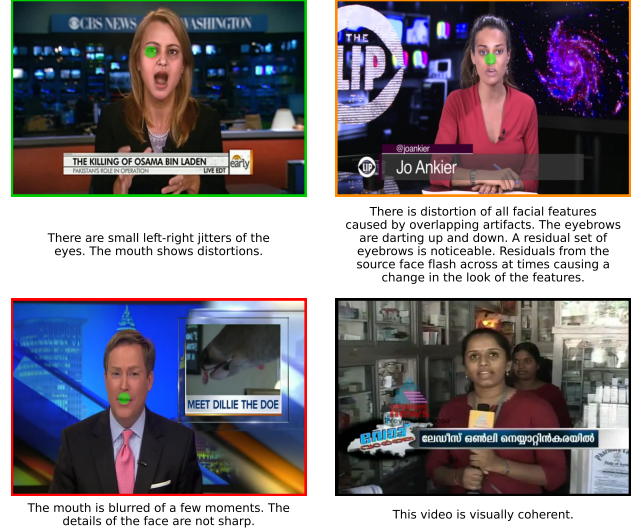 CBS NEWS WASHINGTON
THE KILLING OF OSAMA BIN LADEN
PAKISTAN'S ROLE IN OPERATION
LIVE EDT
early
There are small left-right jitters of the
eyes. The mouth shows distortions.
THE
LIP
@joankier
LIP
Jo Ankier
There is distortion of all facial features
caused by overlapping artifacts. The eyebrows
are darting up and down. A residual set of
eyebrows is noticeable. Residuals from the
source face flash across at times causing a
change in the look of the features.
MEET DILLIE THE DOE
The mouth is blurred of a few moments. The
details of the face are not sharp.
ലേഡീസ് ഒൺലി നെയ്യാറ്റിൻകരയിൽ
This video is visually coherent.